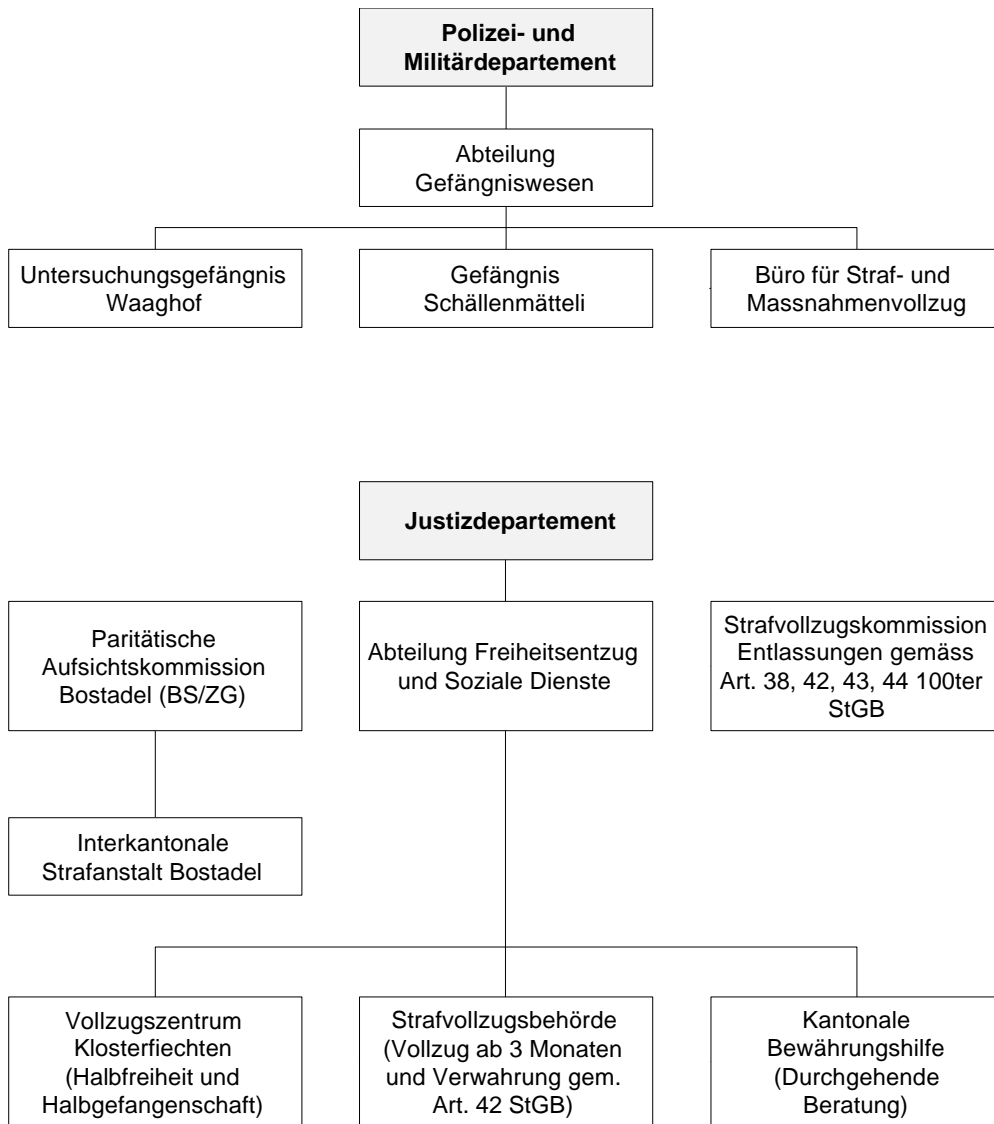 Polizei- und
Militärdepartement
Abteilung
Gefängniswesen
Untersuchungsgefängnis
Waaghof
Gefängnis
Schällenmätteli
Büro für Straf- und
Massnahmenvollzug
Justizdepartement
Paritätische
Aufsichtskommission
Bostadel (BS/ZG)
Abteilung Freiheitsentzug
und Soziale Dienste
Strafvollzugskommission
Entlassungen gemäss
Art. 38, 42, 43, 44 100ter
StGB
Interkantonale
Strafanstalt Bostadel
Vollzugszentrum
Klosterfiechten
(Halbfreiheit und
Halbgefangenschaft)
Strafvollzugsbehörde
(Vollzug ab 3 Monaten
und Verwahrung gem.
Art. 42 StGB)
Kantonale
Bewährungshilfe
(Durchgehende
Beratung)